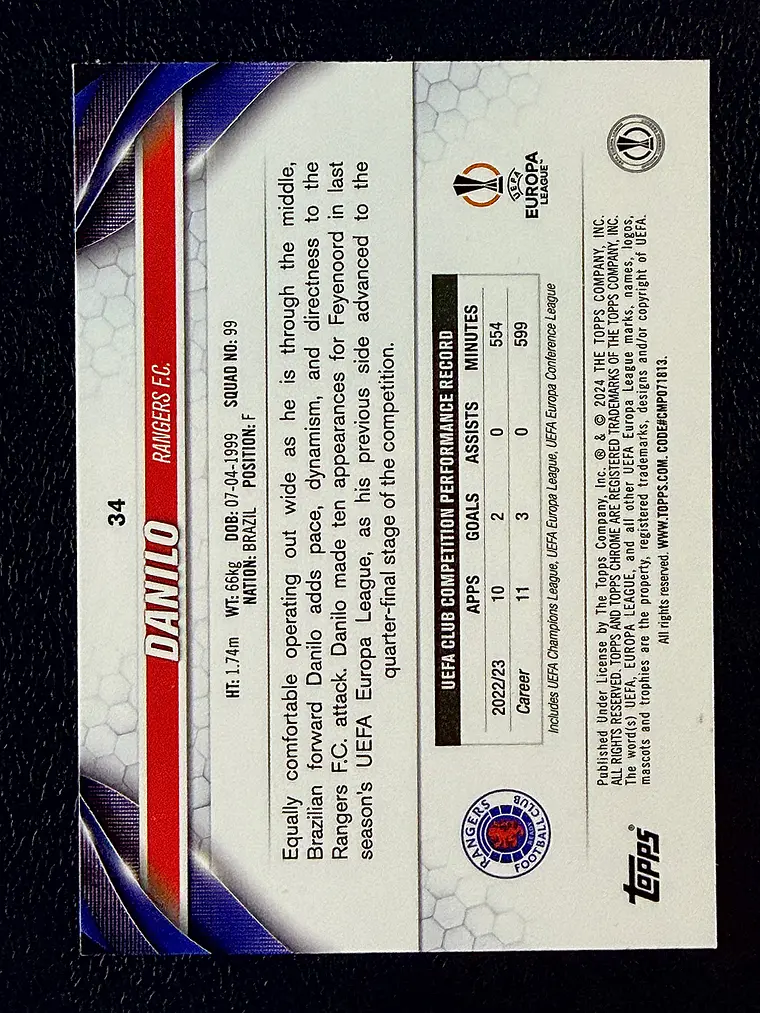 34
DANILO
RANGERS F.C.
HT: 1.74m WT: 66kg DOB: 07-04-1999 SQUAD NO: 99
NATION: BRAZIL POSITION: F
Equally comfortable operating out wide as he is through the middle,
Brazilian forward Danilo adds pace, dynamism, and directness to the
Rangers F.C. attack. Danilo made ten appearances for Feyenoord in last
season's UEFA Europa League, as his previous side advanced to the
quarter-final stage of the competition.
RANGERS
FOOTBALL CLUB
READY
UEFA CLUB COMPETITION PERFORMANCE RECORD
APPS GOALS ASSISTS MINUTES
2022/23 10 2 0 554
Career 11 3 0 599
Includes UEFA Champions League, UEFA Europa League, UEFA Europa Conference League
UEFA
EUROPA
LEAGUE™
topps®
Published Under License by The Topps Company, Inc. ® & © 2024 THE TOPPS COMPANY, INC.
ALL RIGHTS RESERVED. TOPPS AND TOPPS CHROME ARE REGISTERED TRADEMARKS OF THE TOPPS COMPANY, INC.
The word(s) UEFA, EUROPA LEAGUE, and all other UEFA Europa League marks, names, logos,
mascots and trophies are the property, registered trademarks, designs and/or copyright of UEFA.
All rights reserved. WWW.TOPPS.COM. CODE#CMP071813.